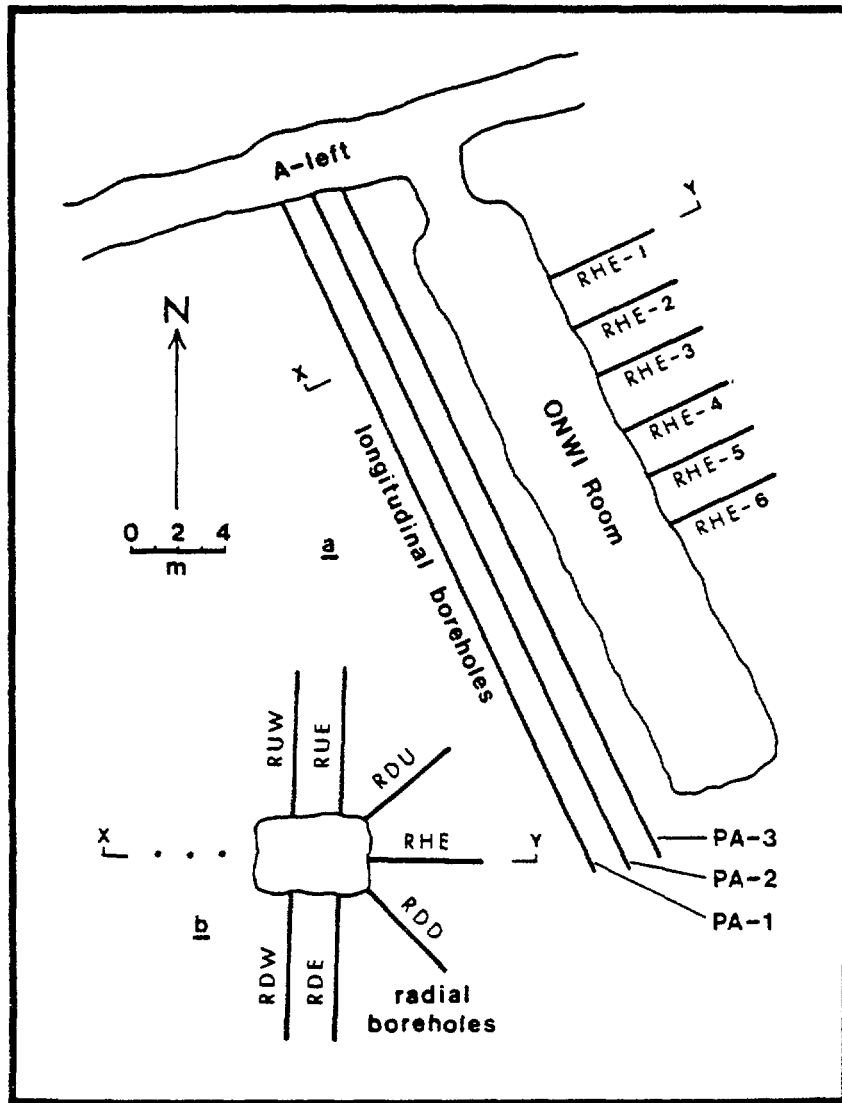 A-left
Y
RHE-1
RHE-2
RHE-3
RHE-4
RHE-5
RHE-6
N
X
ONWI Room
longitudinal boreholes
0 2 4
m
a
RUW
RUE
RDU
X
RHE
Y
b
RDD
RDW
RDE
radial
boreholes
PA-3
PA-2
PA-1